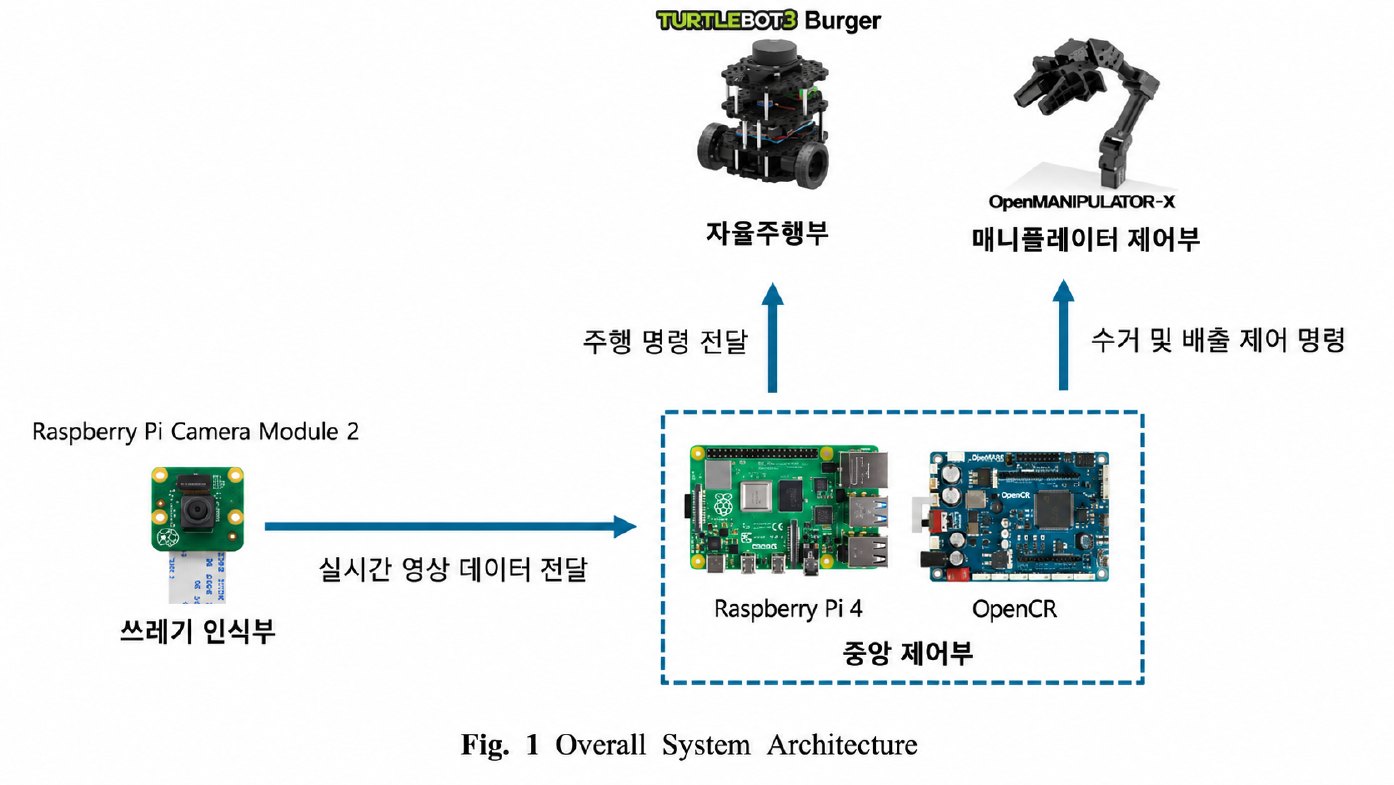 TURTLEBOT3 Burger
OpenMANIPULATOR-X
자율주행부
매니플레이터 제어부
주행 명령 전달
수거 및 배출 제어 명령
Raspberry Pi Camera Module 2
실시간 영상 데이터 전달
쓰레기 인식부
OpenCR
Raspberry Pi 4
OpenCR
중앙 제어부
Fig. 1 Overall System Architecture